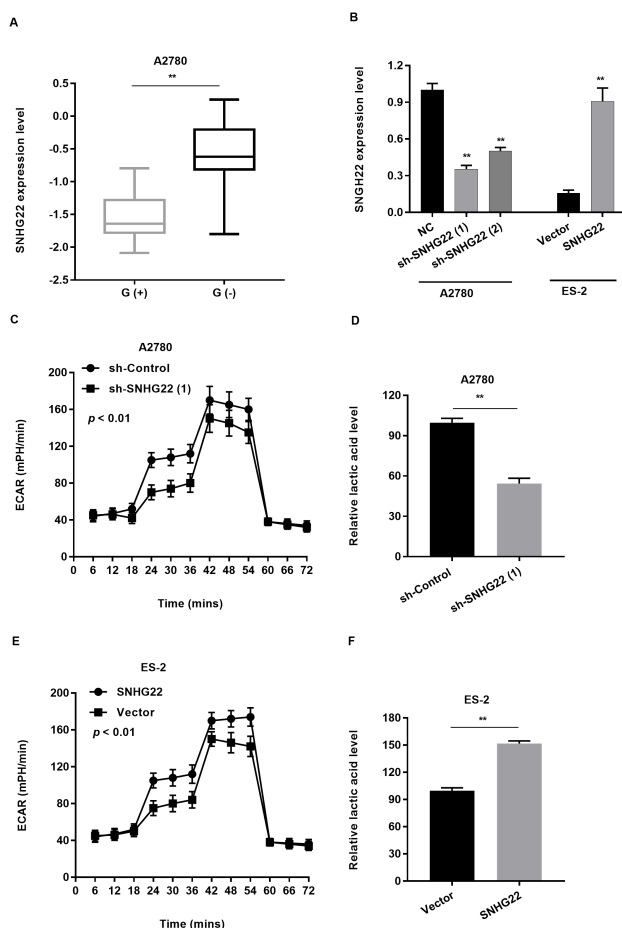 A
A2780
**
SNHG22 expression level
0.5
0.0
-0.5
-1.0
-1.5
-2.0
-2.5
G (+)
G (-)
B
SNGH22 expression level
1.2
0.9
0.6
0.3
0.0
**
**
**
NC
sh-SNHG22 (1)
sh-SNHG22 (2)
Vector
SNHG22
A2780
ES-2
C
A2780
sh-Control
sh-SNHG22 (1)
p < 0.01
ECAR (mPH/min)
200
160
120
80
40
0
0 6 12 18 24 30 36 42 48 54 60 66 72
Time (mins)
D
A2780
**
Relative lactic acid level
120
90
60
30
0
sh-Control
sh-SNHG22 (1)
E
ES-2
SNHG22
Vector
p < 0.01
ECAR (mPH/min)
200
160
120
80
40
0
0 6 12 18 24 30 36 42 48 54 60 66 72
Time (mins)
F
ES-2
**
Relative lactic acid level
180
150
120
90
60
30
0
Vector
SNHG22